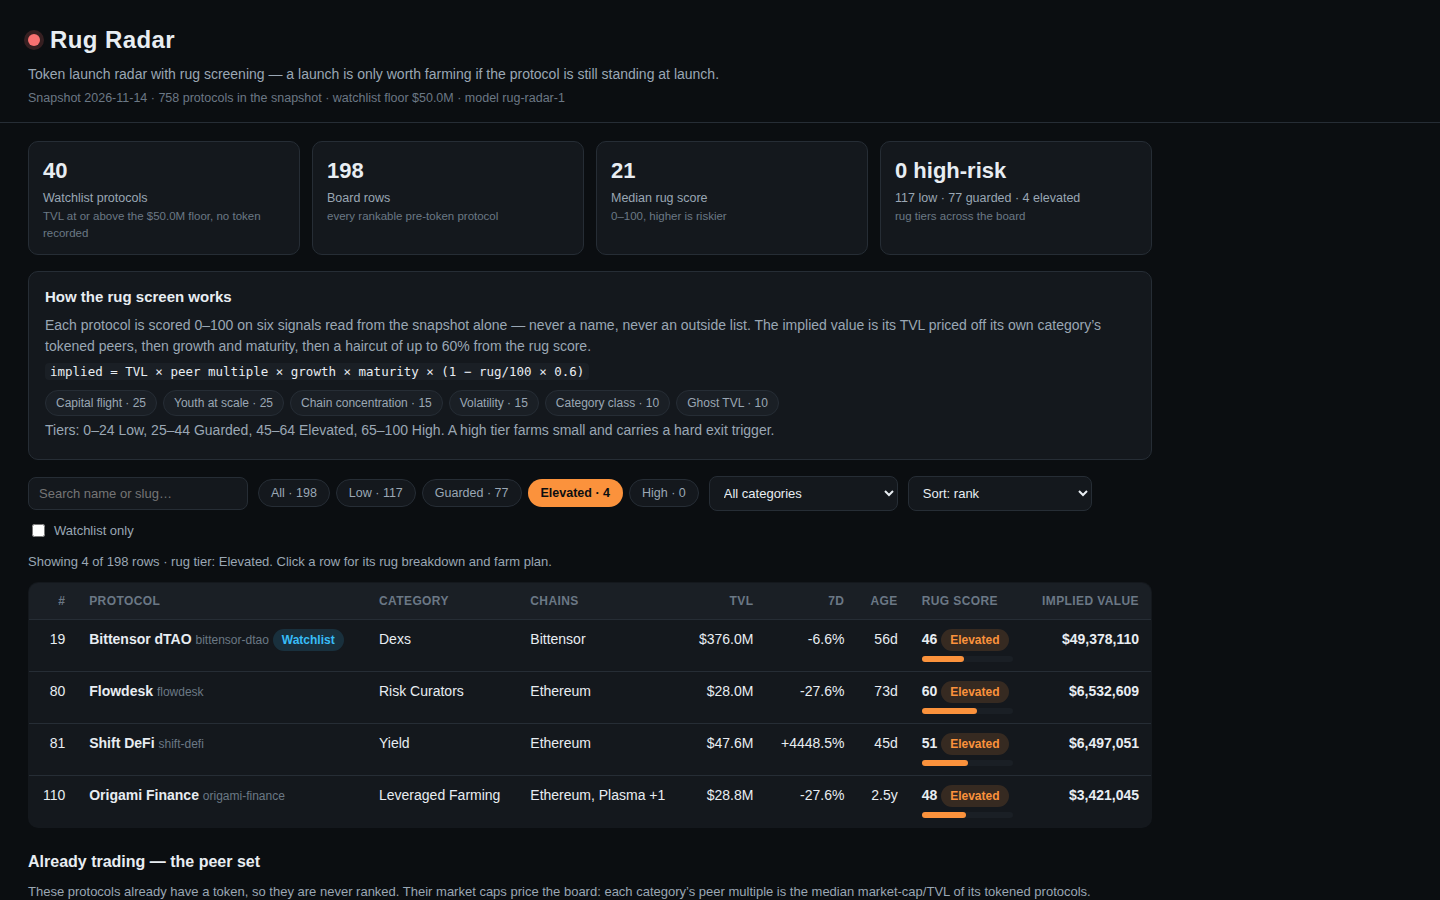 Rug Radar
Token launch radar with rug screening — a launch is only worth farming if the protocol is still standing at launch.
Snapshot 2026-11-14 · 758 protocols in the snapshot · watchlist floor $50.0M · model rug-radar-1
40
Watchlist protocols
TVL at or above the $50.0M floor, no token
recorded
198
Board rows
every rankable pre-token protocol
21
Median rug score
0–100, higher is riskier
0 high-risk
117 low · 77 guarded · 4 elevated
rug tiers across the board
How the rug screen works
Each protocol is scored 0–100 on six signals read from the snapshot alone — never a name, never an outside list. The implied value is its TVL priced off its own category's
tokened peers, then growth and maturity, then a haircut of up to 60% from the rug score.
implied = TVL × peer multiple × growth × maturity × (1 − rug/100 × 0.6)
Capital flight · 25 Youth at scale · 25 Chain concentration · 15 Volatility · 15 Category class · 10 Ghost TVL · 10
Tiers: 0–24 Low, 25–44 Guarded, 45–64 Elevated, 65–100 High. A high tier farms small and carries a hard exit trigger.
Search name or slug… All · 198 Low · 117 Guarded · 77 Elevated · 4 High · 0 All categories Sort: rank
Watchlist only
Showing 4 of 198 rows · rug tier: Elevated. Click a row for its rug breakdown and farm plan.
# PROTOCOL CATEGORY CHAINS TVL 7D AGE RUG SCORE IMPLIED VALUE
19 Bittensor dTAO bittensor-dtao Watchlist Dexs Bittensor $376.0M -6.6% 56d 46 Elevated $49,378,110
80 Flowdesk flowdesk Risk Curators Ethereum $28.0M -27.6% 73d 60 Elevated $6,532,609
81 Shift DeFi shift-defi Yield Ethereum $47.6M +4448.5% 45d 51 Elevated $6,497,051
110 Origami Finance origami-finance Leveraged Farming Ethereum, Plasma +1 $28.8M -27.6% 2.5y 48 Elevated $3,421,045
Already trading — the peer set
These protocols already have a token, so they are never ranked. Their market caps price the board: each category's peer multiple is the median market-cap/TVL of its tokened protocols.